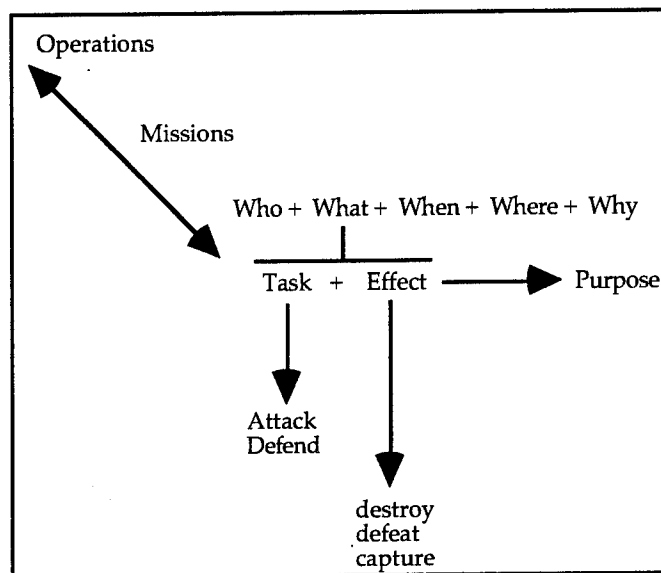 Operations
Missions
Who + What + When + Where + Why
Task + Effect
Purpose
Attack
Defend
destroy
defeat
capture